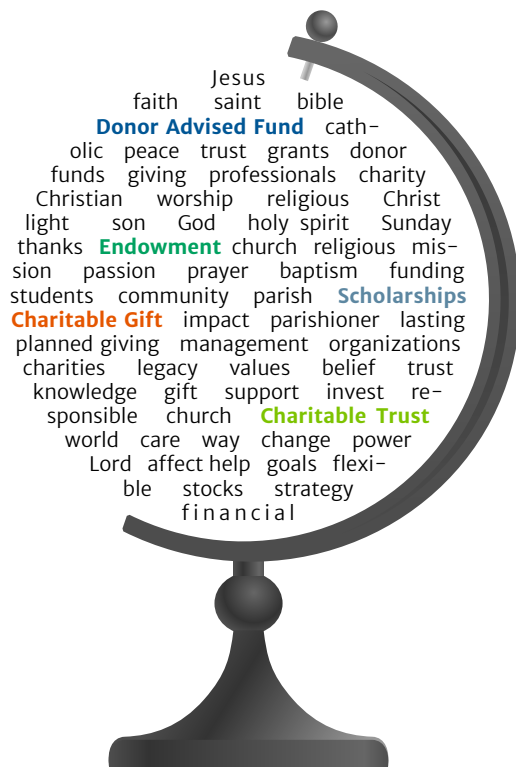 Jesus
faith saint bible
Donor Advised Fund cath-
olic peace trust grants donor
funds giving professionals charity
Christian worship religious Christ
light son God holy spirit Sunday
thanks Endowment church religious mis-
sion passion prayer baptism funding
students community parish Scholarships
Charitable Gift impact parishioner lasting
planned giving management organizations
charities legacy values belief trust
knowledge gift support invest re-
sponsible church Charitable Trust
world care way change power
Lord affect help goals flexi-
ble stocks strategy
financial